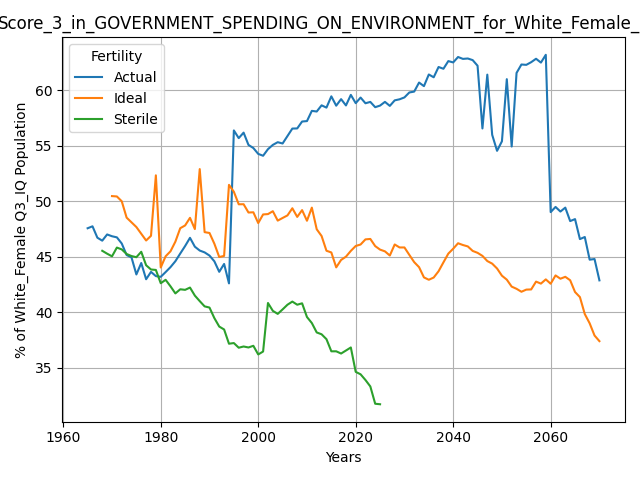 Score_3_in_GOVERNMENT_SPENDING_ON_ENVIRONMENT_for_White_Female_
Fertility
Actual
Ideal
Sterile
% of White_Female Q3_IQ Population
60
55
50
45
40
35
1960
1980
2000
2020
2040
2060
Years